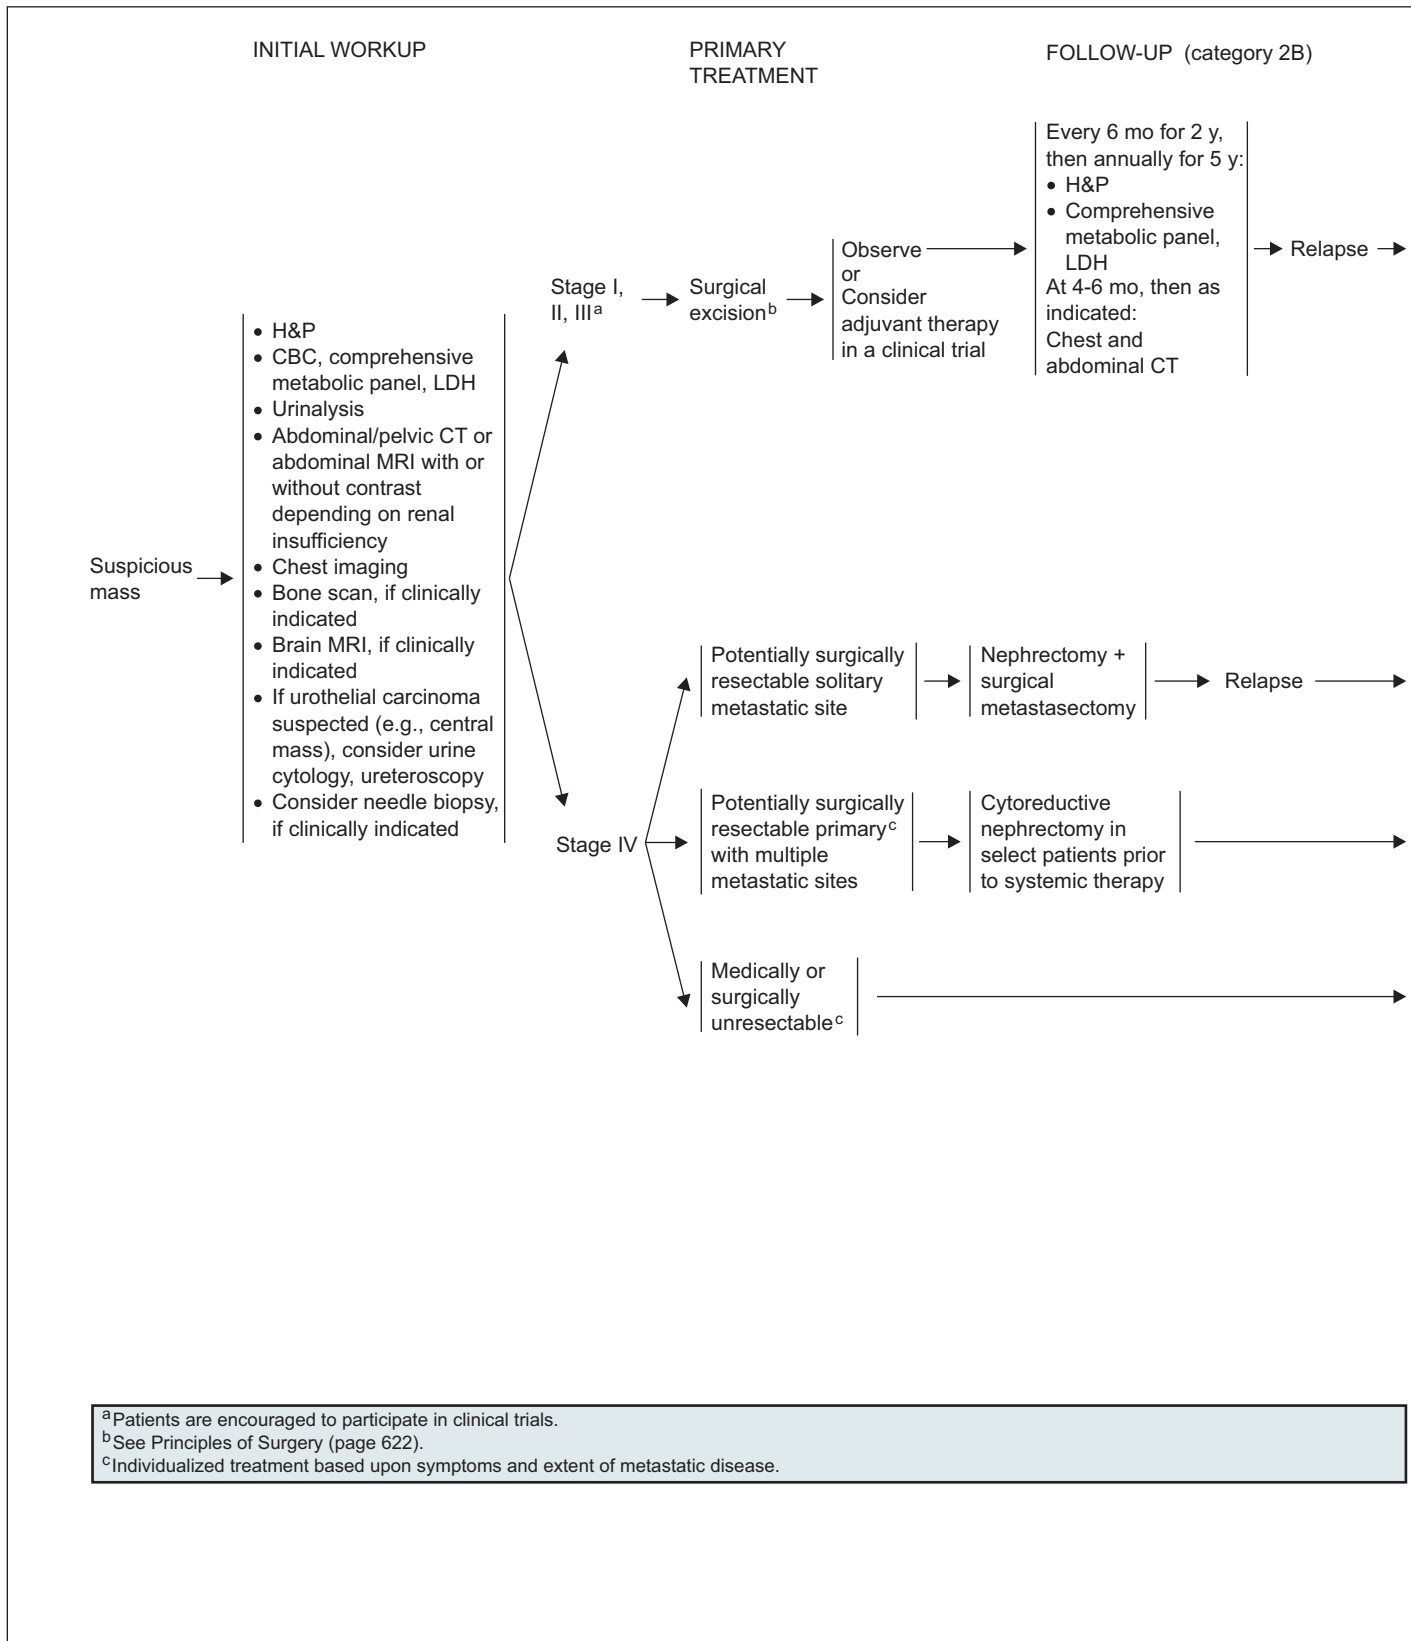 INITIAL WORKUP
PRIMARY
TREATMENT
FOLLOW-UP (category 2B)
Suspicious
mass
• H&P
• CBC, comprehensive
metabolic panel, LDH
• Urinalysis
• Abdominal/pelvic CT or
abdominal MRI with or
without contrast
depending on renal
insufficiency
• Chest imaging
• Bone scan, if clinically
indicated
• Brain MRI, if clinically
indicated
• If urothelial carcinoma
suspected (e.g., central
mass), consider urine
cytology, ureteroscopy
• Consider needle biopsy,
if clinically indicated
Stage I,
II, IIIa
Surgical
excisionb
Observe
or
Consider
adjuvant therapy
in a clinical trial
Every 6 mo for 2 y,
then annually for 5 y:
• H&P
• Comprehensive
metabolic panel,
LDH
At 4-6 mo, then as
indicated:
Chest and
abdominal CT
Relapse
Stage IV
Potentially surgically
resectable solitary
metastatic site
Nephrectomy +
surgical
metastasectomy
Relapse
Potentially surgically
resectable primaryc
with multiple
metastatic sites
Cytoreductive
nephrectomy in
select patients prior
to systemic therapy
Medically or
surgically
unresectablec
aPatients are encouraged to participate in clinical trials.
bSee Principles of Surgery (page 622).
cIndividualized treatment based upon symptoms and extent of metastatic disease.